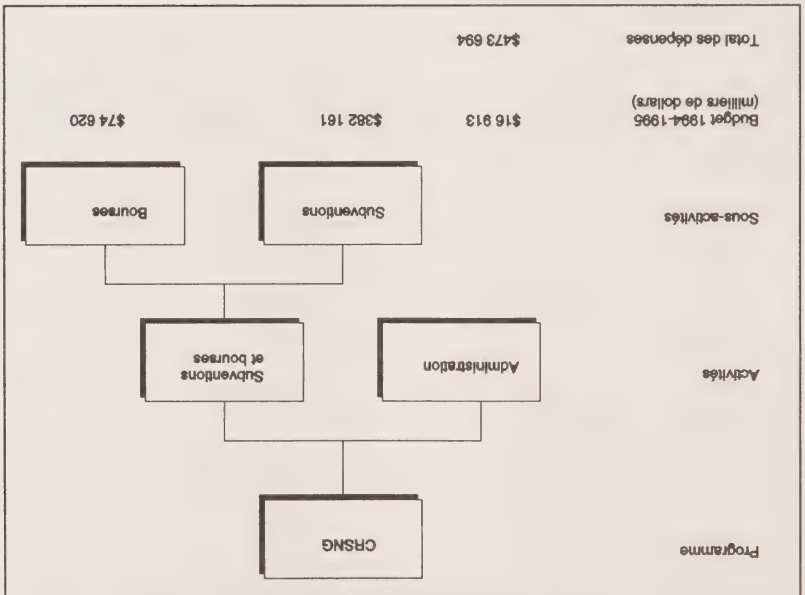 Programme
CRSNG
Activités
Administration
Subventions
et bourses
Sous-activités
Subventions
Bourses
Budget 1994-1995
(milliers de dollars)
$16 913
$382 161
$74 620
Total des dépenses
$473 694